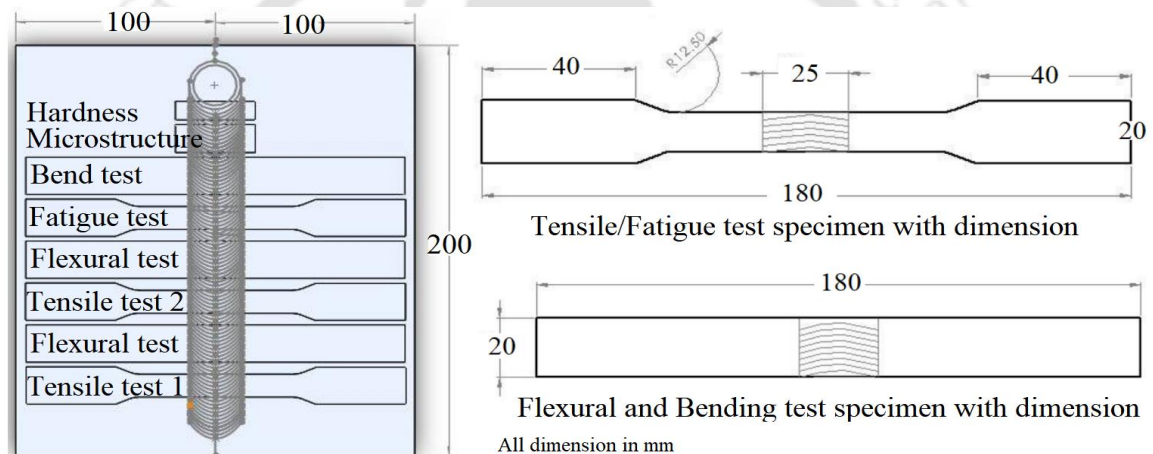 100
100
Hardness
Microstructure
Bend test
Fatigue test
Flexural test
Tensile test 2
Flexural test
Tensile test 1
200
R12.50
40
25
40
20
180
Tensile/Fatigue test specimen with dimension
180
20
Flexural and Bending test specimen with dimension
All dimension in mm